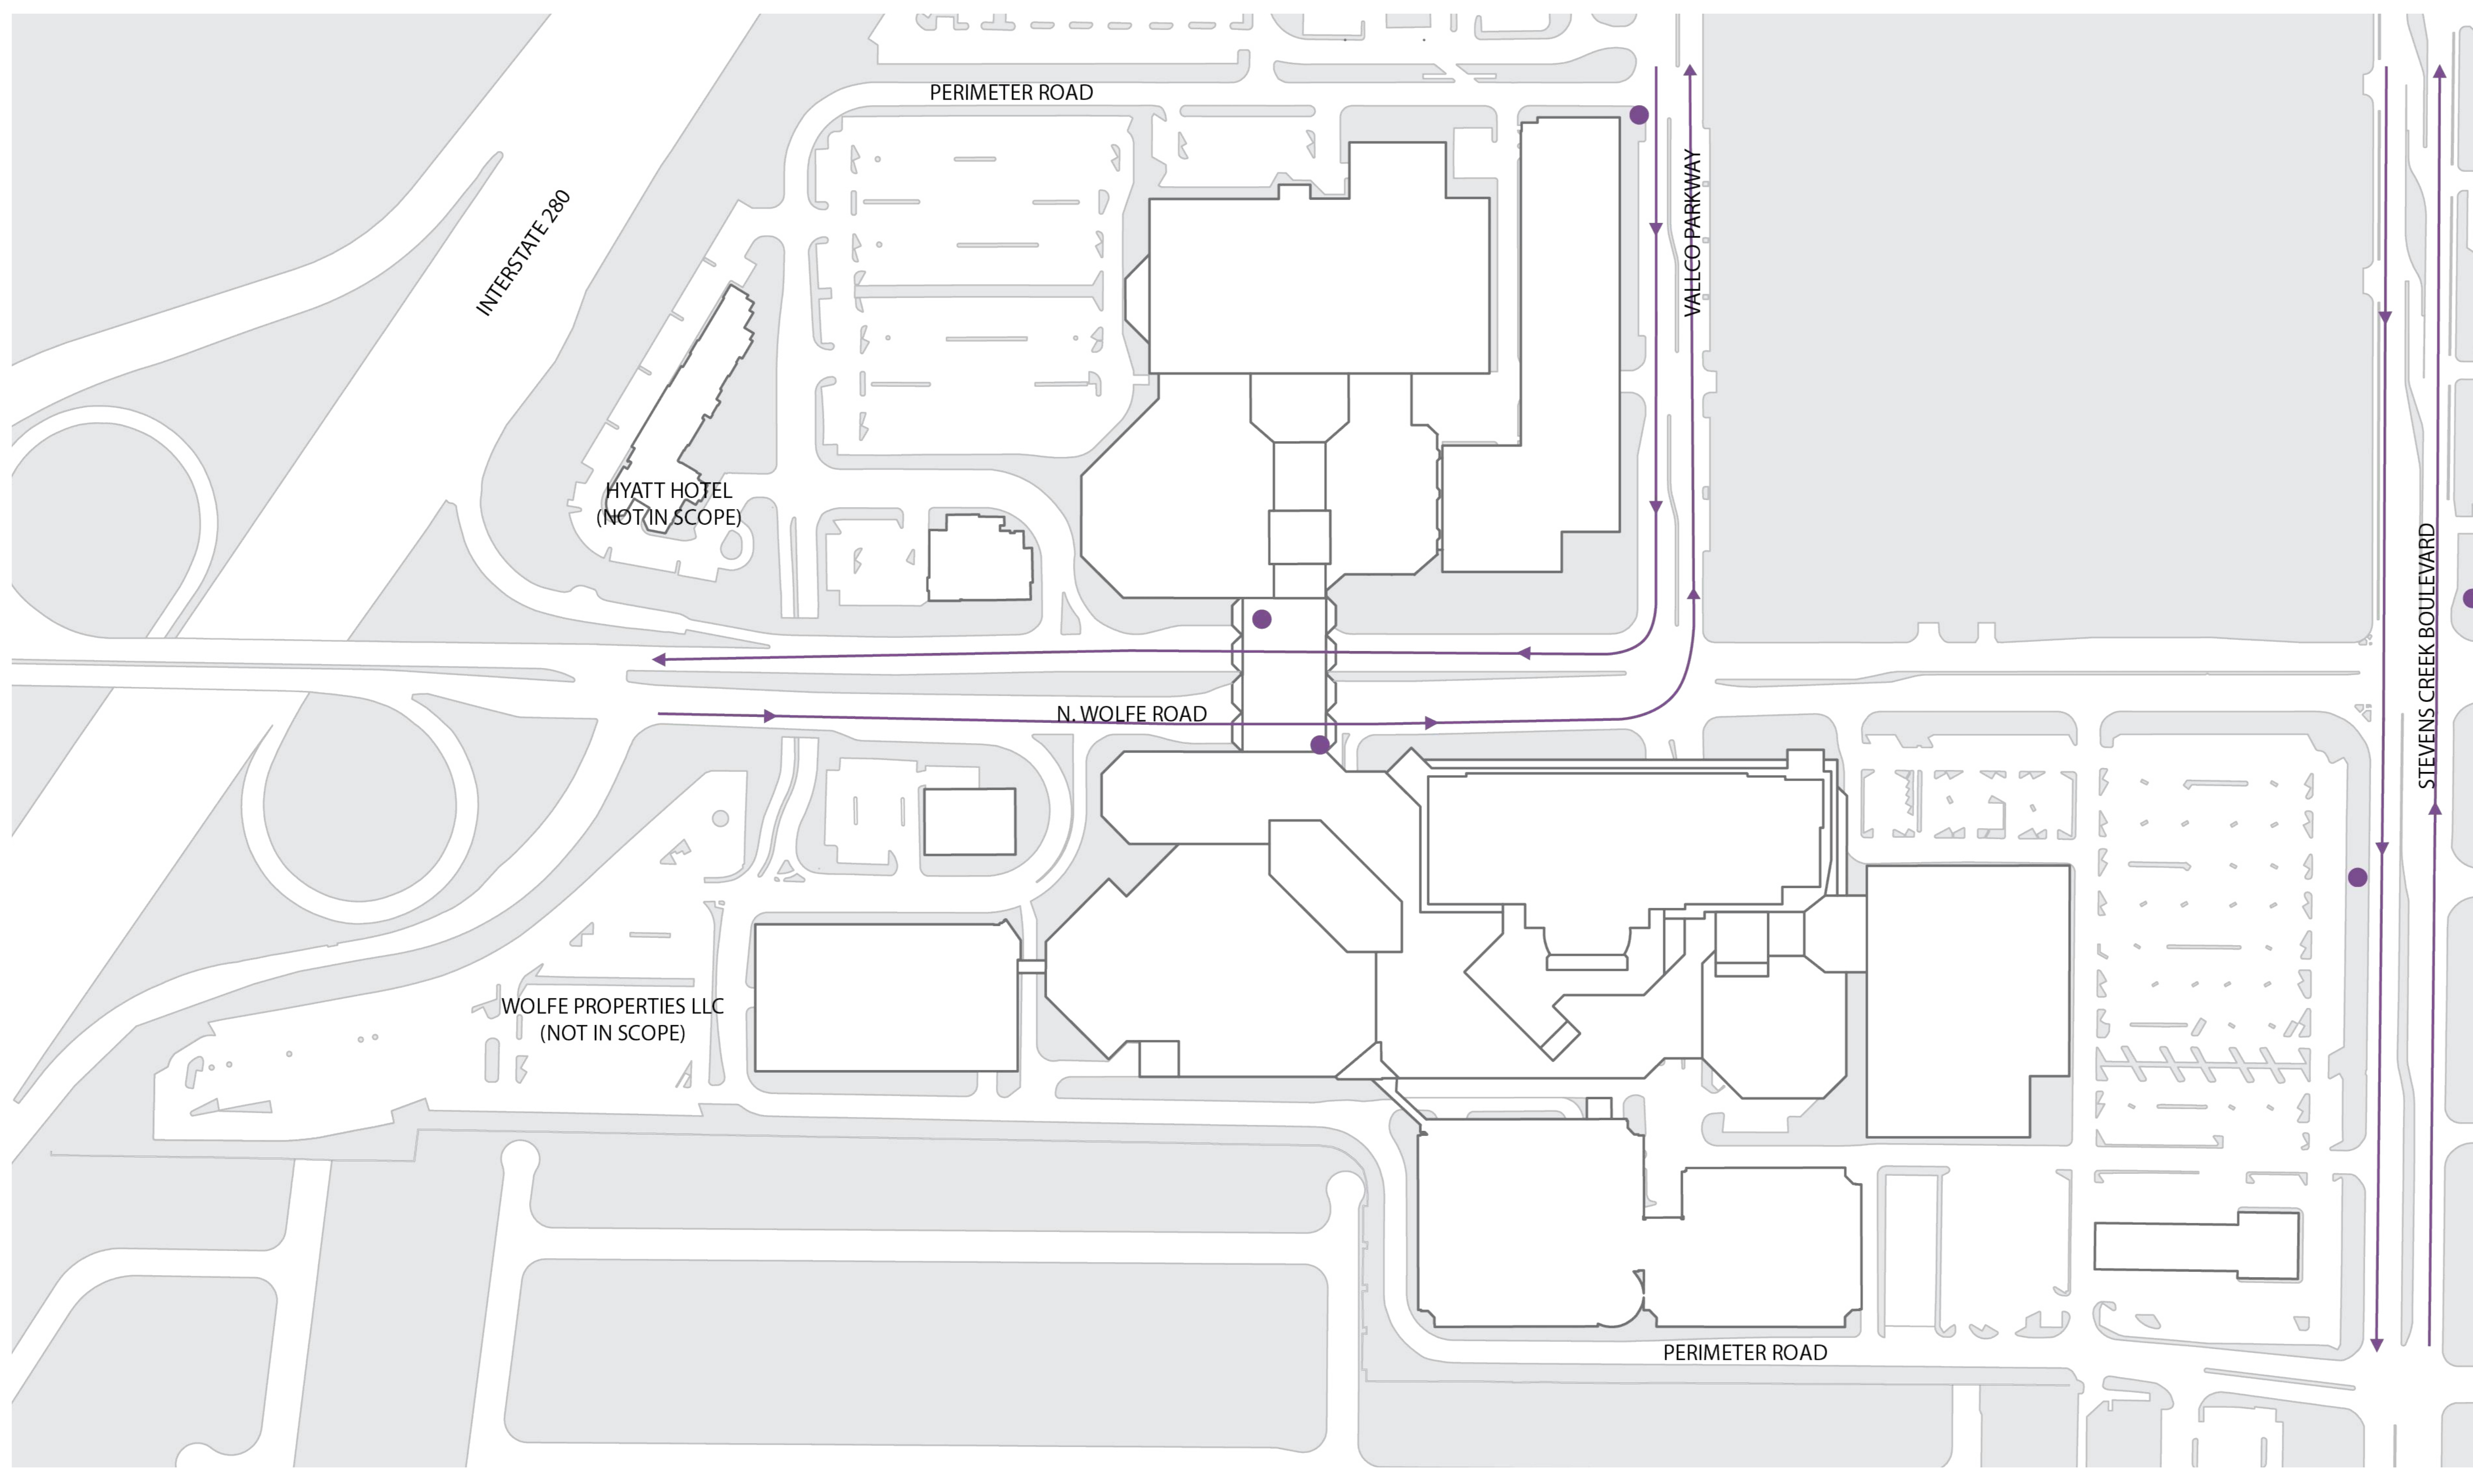 PERIMETER ROAD
INTERSTATE 280
VALLCO PARKWAY
HYATT HOTEL
(NOT IN SCOPE)
STEVENS CREEK BOULEVARD
N. WOLFE ROAD
WOLFE PROPERTIES LLC
(NOT IN SCOPE)
PERIMETER ROAD